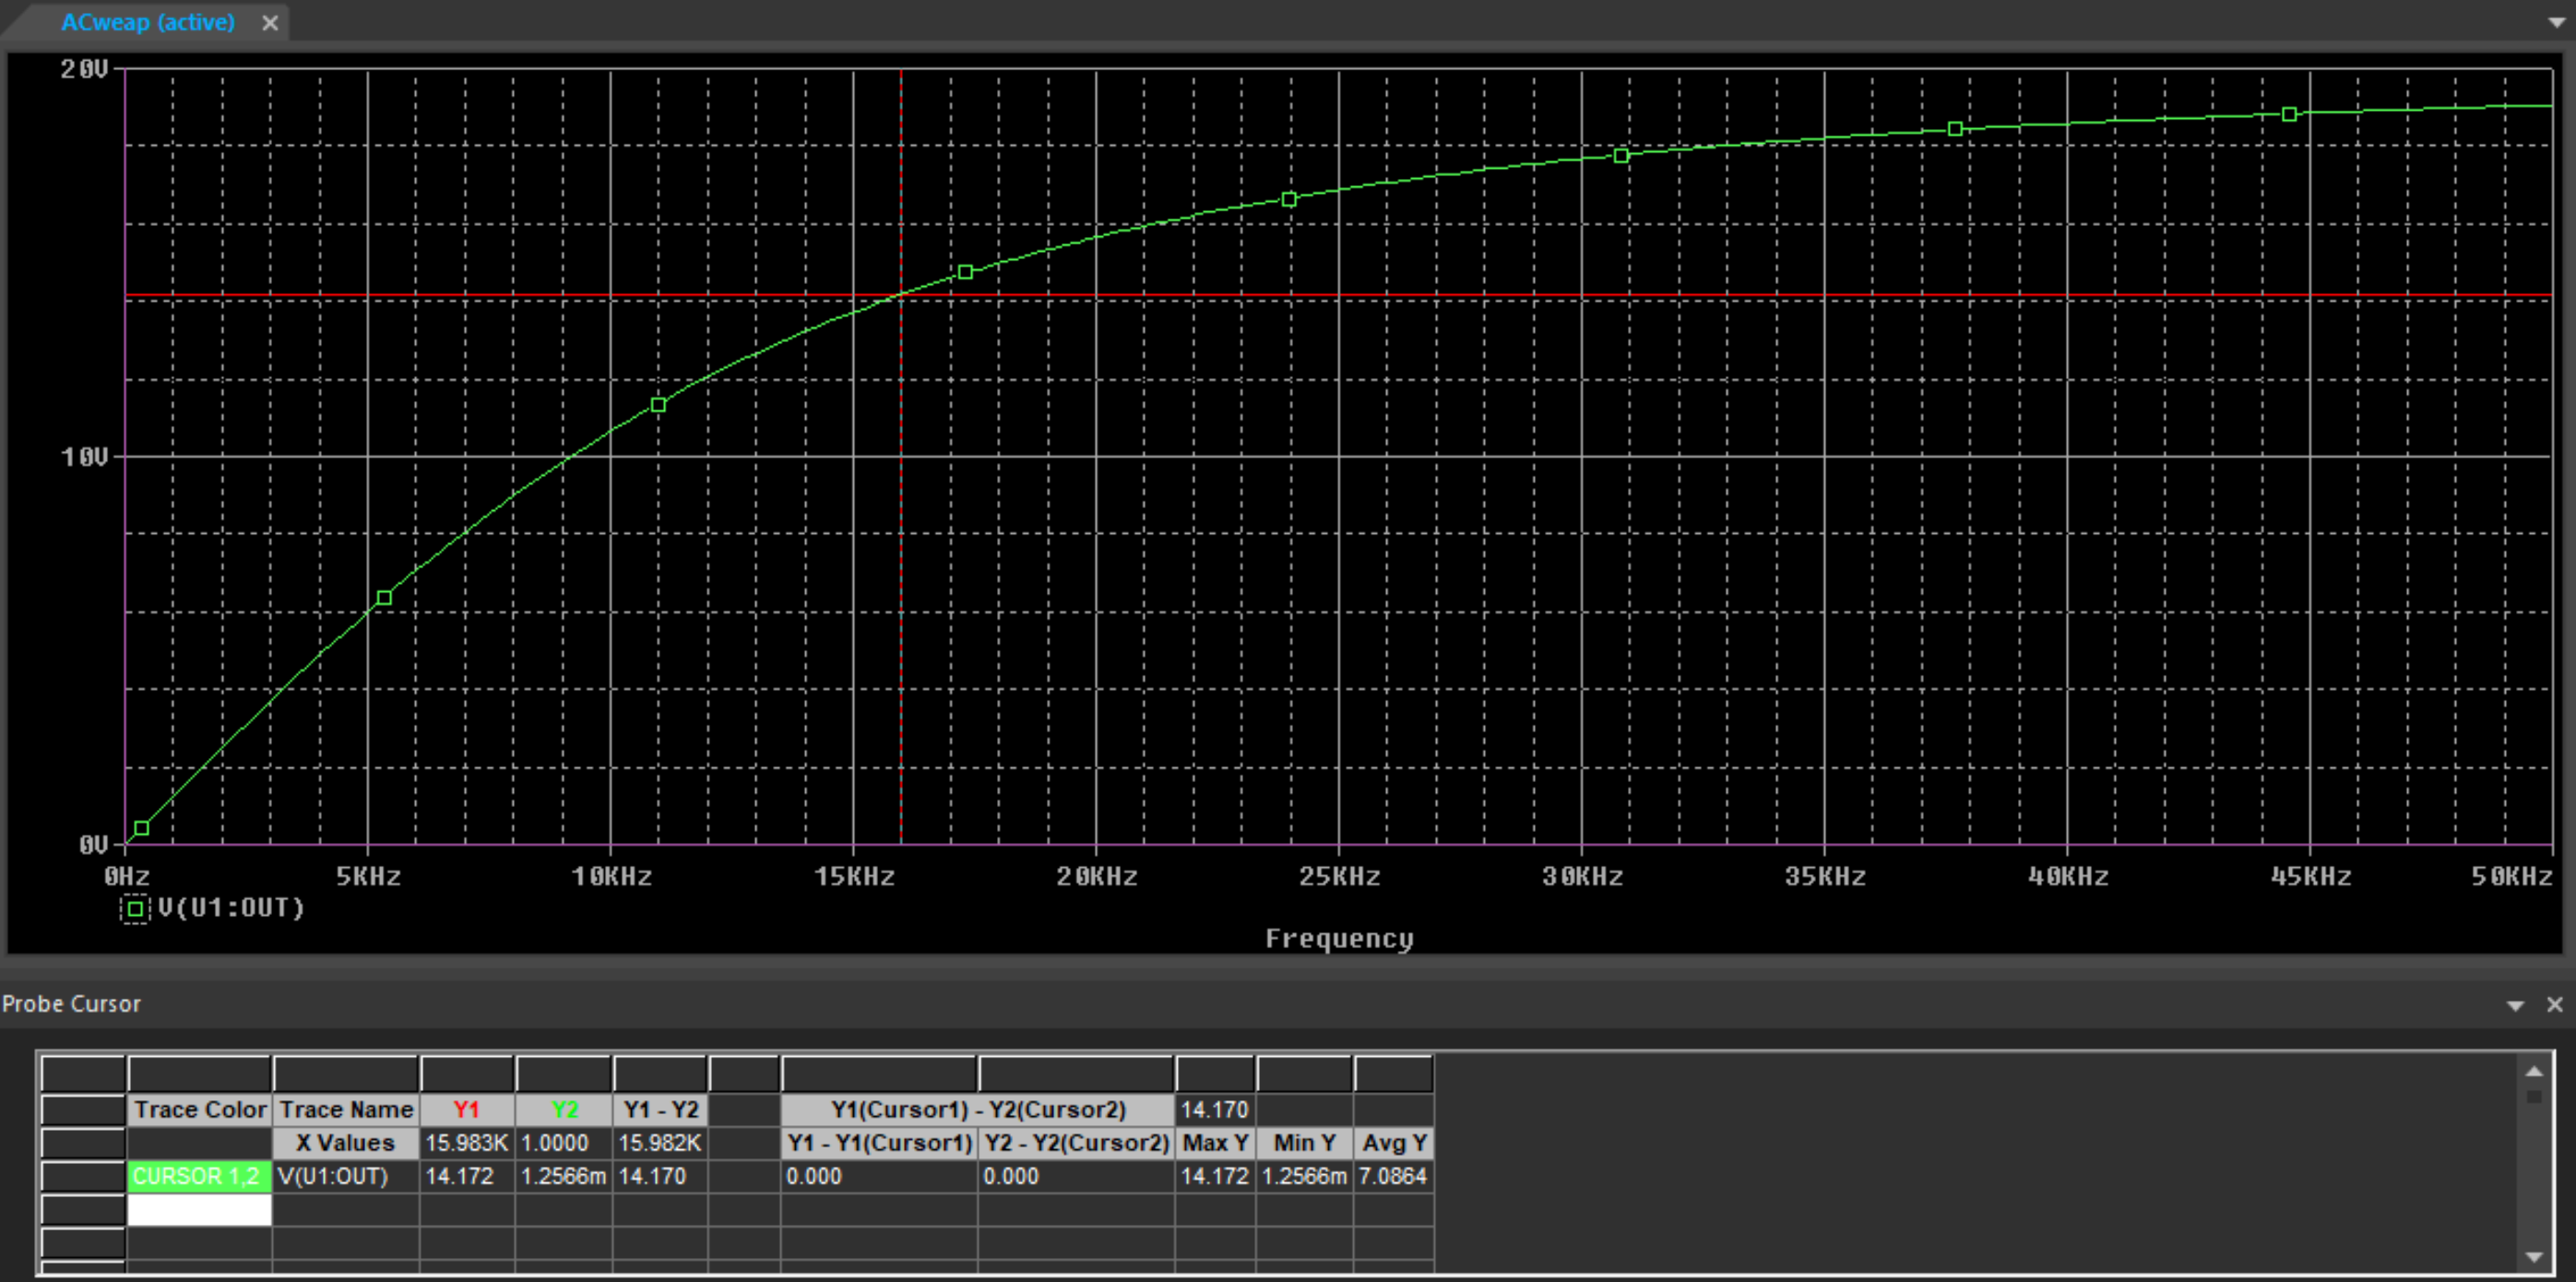 ACweap (active)
20V
10V
0V
0Hz 5KHz 10KHz 15KHz 20KHz 25KHz 30KHz 35KHz 40KHz 45KHz 50KHz
V(U1:OUT)
Frequency
Probe Cursor
Trace Color Trace Name Y1 Y2 Y1 - Y2 Y1(Cursor1) - Y2(Cursor2) 14.170
X Values 15.983K 1.0000 15.982K Y1 - Y1(Cursor1) Y2 - Y2(Cursor2) Max Y Min Y Avg Y
CURSOR 1,2 V(U1:OUT) 14.172 1.2566m 14.170 0.000 0.000 14.172 1.2566m 7.0864